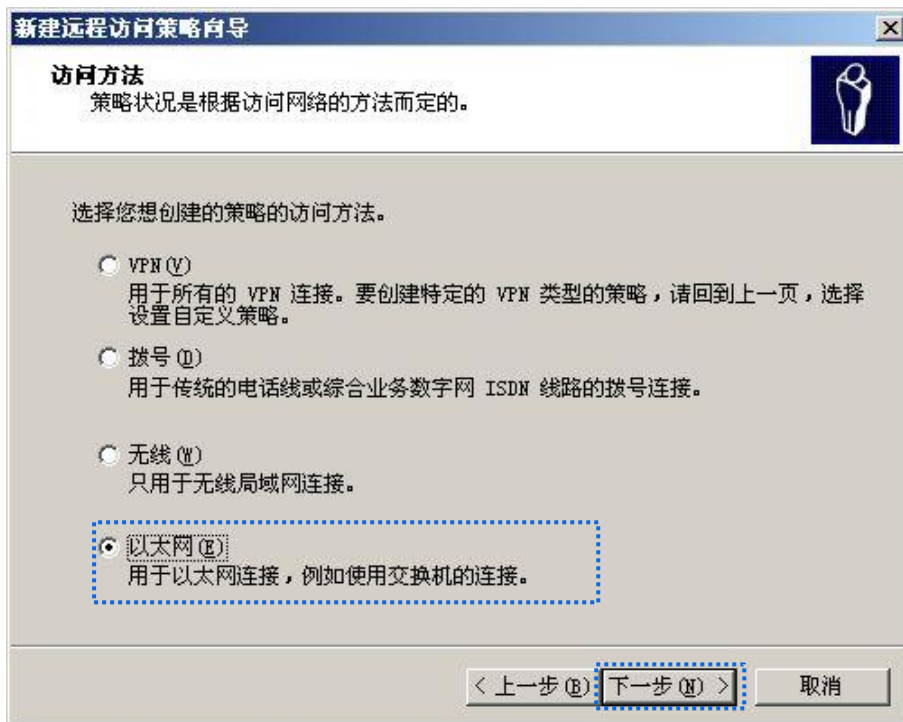 新建远程访问策略向导
访问方法
策略状况是根据访问网络的方法而定的。
选择您想创建的策略的访问方法。
VPN(V)
用于所有的 VPN 连接。要创建特定的 VPN 类型的策略，请回到上一页，选择
设置自定义策略。
拨号(D)
用于传统的电话线或综合业务数字网 ISDN 线路的拨号连接。
无线(W)
只用于无线局域网连接。
以太网(E)
用于以太网连接，例如使用交换机的连接。
< 上一步(B) 下一步(N) > 取消